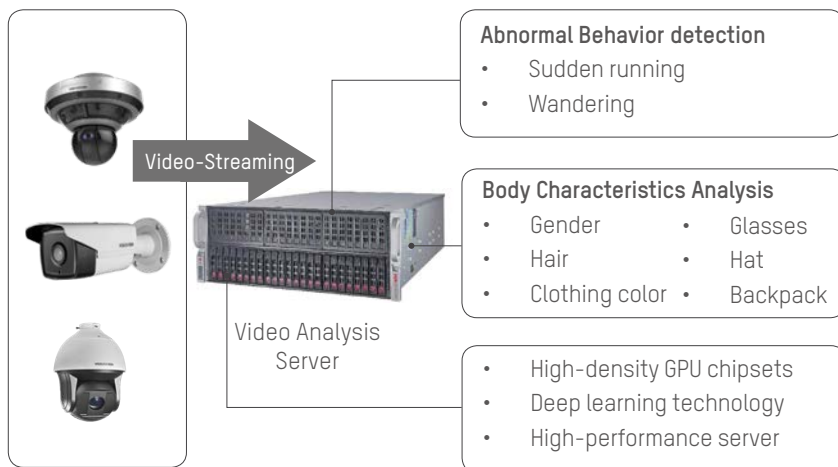 Video-Streaming
Video Analysis
Server
Abnormal Behavior detection
• Sudden running
• Wandering
Body Characteristics Analysis
• Gender • Glasses
• Hair • Hat
• Clothing color • Backpack
• High-density GPU chipsets
• Deep learning technology
• High-performance server